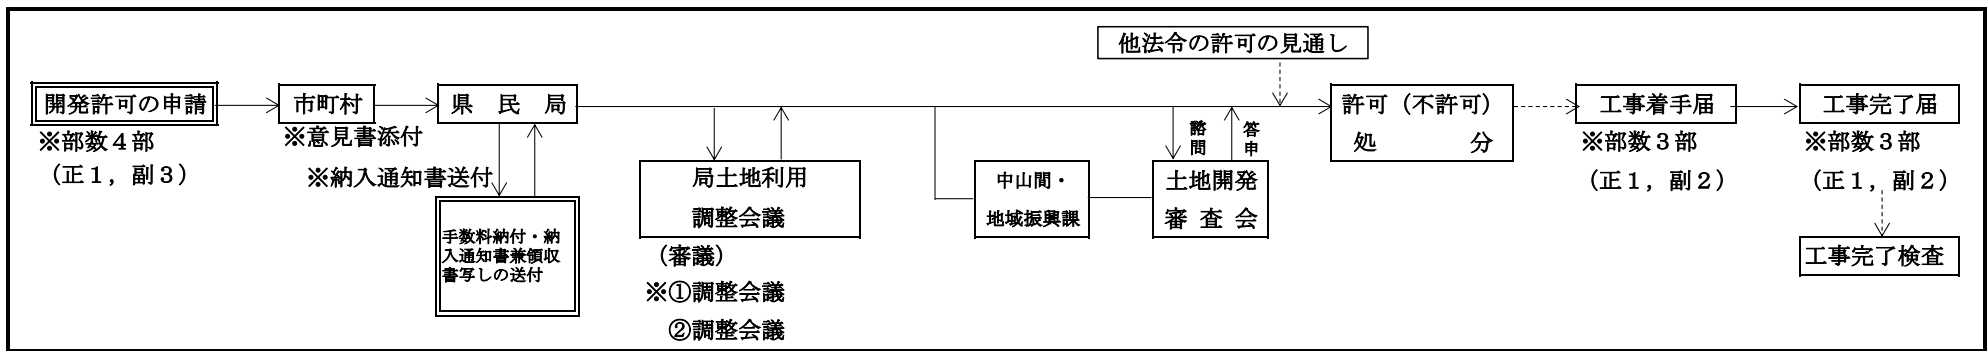 他法令の許可の見通し
開発許可の申請
※部数４部
（正１，副３）
市町村
※意見書添付
県　民　局
※納入通知書送付
手数料納付・納
入通知書兼領収
書写しの送付
局土地利用
調整会議
（審議）
※①調整会議
②調整会議
中山間・
地域振興課
諮問
答申
土地開発
審　査　会
許可（不許可）
処　　　　分
工事着手届
※部数３部
（正１，副２）
工事完了届
※部数３部
（正１，副２）
工事完了検査